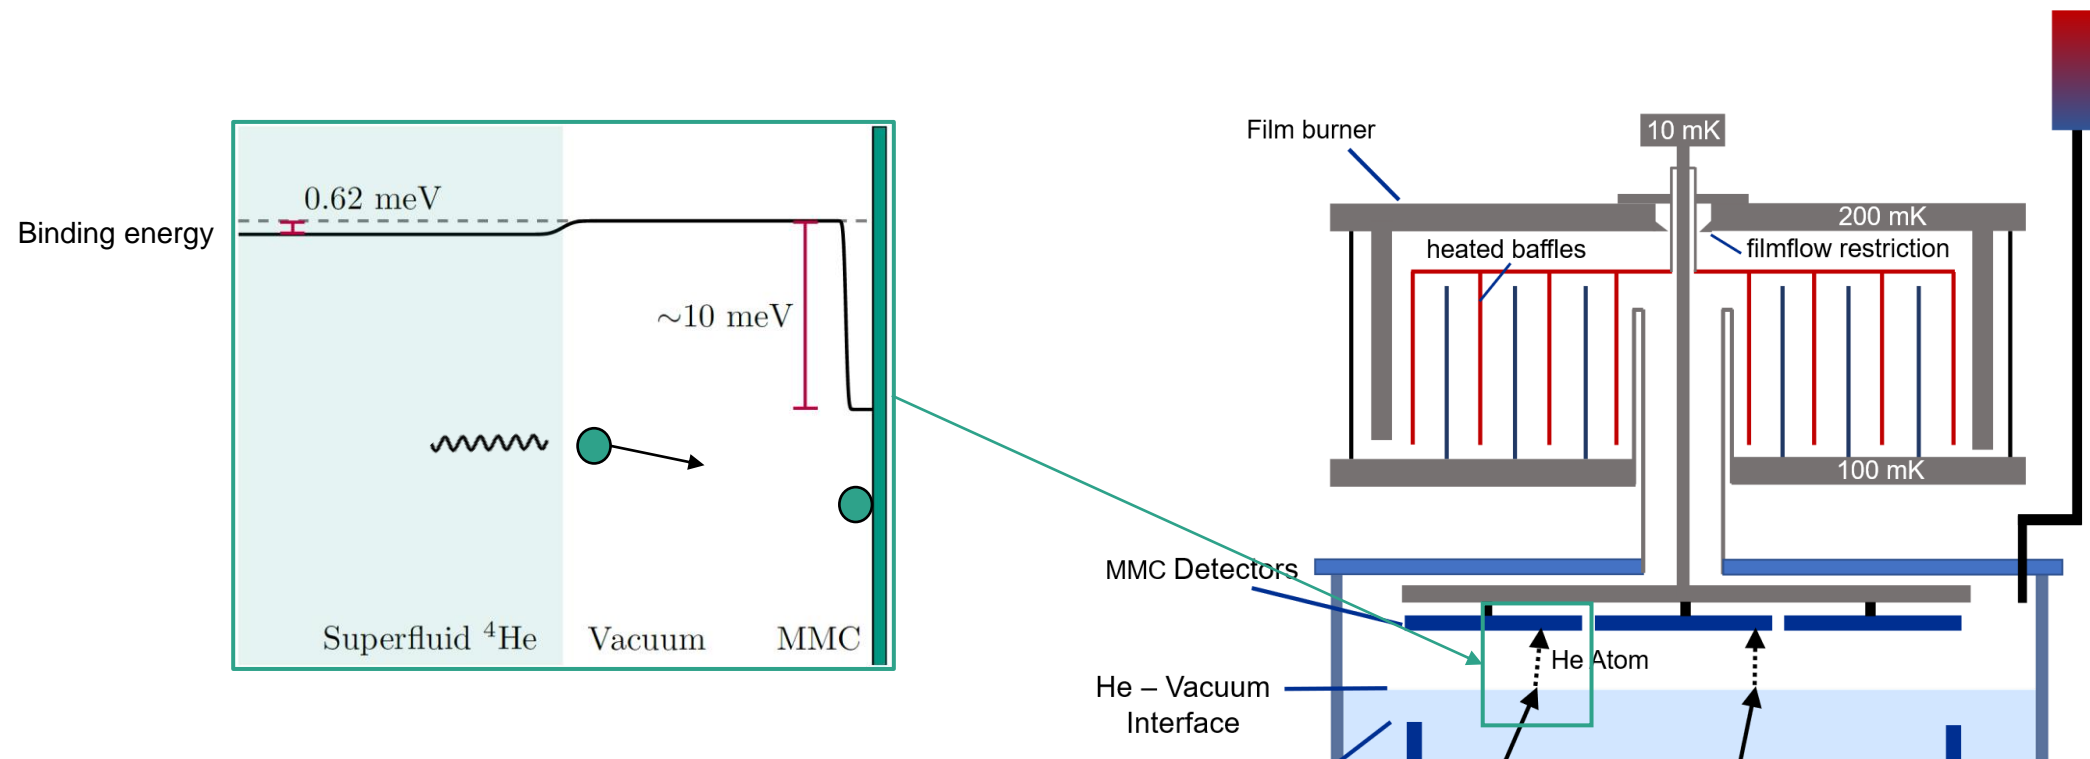 0.62 meV
Binding energy
~10 meV
Superfluid ⁴He
Vacuum
MMC
Film burner
10 mK
200 mK
heated baffles
filmflow restriction
100 mK
MMC Detectors
He Atom
He – Vacuum
Interface